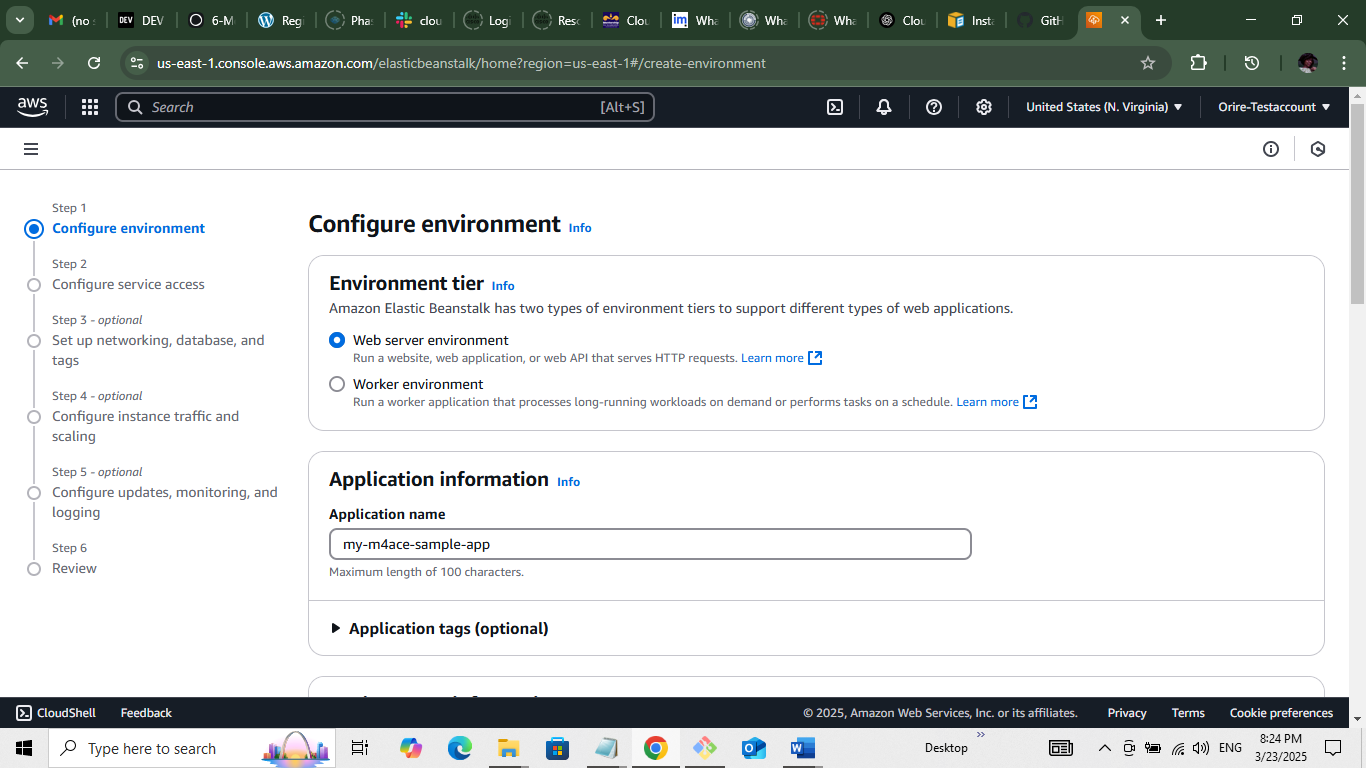 (no s
DEV
6-M
Regi
Phas
clou
Logi
Reso
Clou
Wha
Wha
Wha
Clou
Insta
GitH
us-east-1.console.aws.amazon.com/elasticbeanstalk/home?region=us-east-1#/create-environment
aws
Search
[Alt+S]
United States (N. Virginia)
Orire-Testaccount
Step 1
Configure environment
Step 2
Configure service access
Step 3 - optional
Set up networking, database, and
tags
Step 4 - optional
Configure instance traffic and
scaling
Step 5 - optional
Configure updates, monitoring, and
logging
Step 6
Review
Configure environment Info
Environment tier Info
Amazon Elastic Beanstalk has two types of environment tiers to support different types of web applications.
Web server environment
Run a website, web application, or web API that serves HTTP requests. Learn more
Worker environment
Run a worker application that processes long-running workloads on demand or performs tasks on a schedule. Learn more
Application information Info
Application name
my-m4ace-sample-app
Maximum length of 100 characters.
Application tags (optional)
CloudShell
Feedback
© 2025, Amazon Web Services, Inc. or its affiliates.
Privacy
Terms
Cookie preferences
Type here to search
Desktop
ENG
8:24 PM
3/23/2025